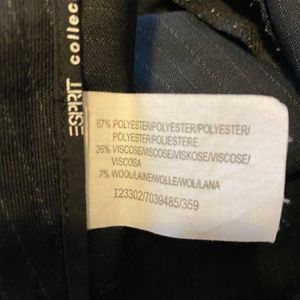 ESPRIT collec
67% POLYESTER/POLYESTER/POLYESTER/
POLYESTER/POLIESTERE
26% VISCOSE/VISCOSE/VISKOSE/VISCOSE/
VISCOSA
7% WOOL/LAINE/WOLLE/WOL/LANA
I23302/7039485/359